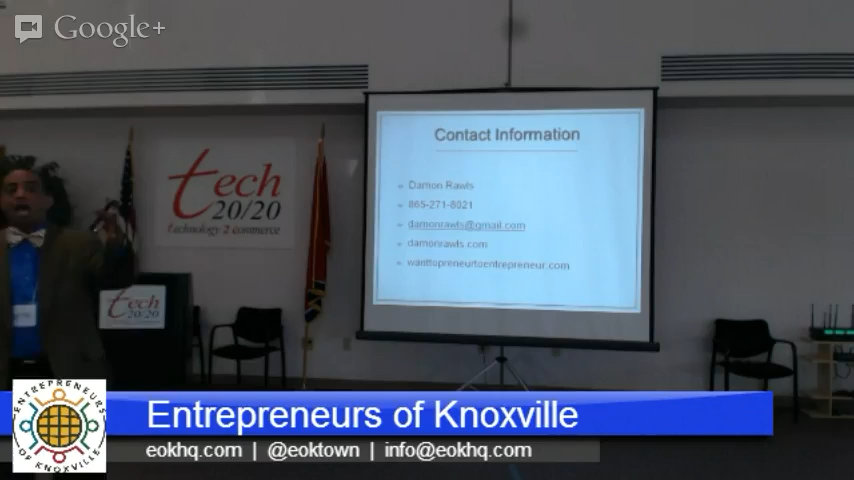 Google+
Contact Information
Damon Rawls
865-271-8021
damonrawls@gmail.com
damonrawls.com
wanttopreneurtoentrepreneur.com
tech
20/20
technology 2 commerce
tech
20/20
ENTREPRENEURS
OF KNOXVILLE
Entrepreneurs of Knoxville
eokhq.com | @eoktown | info@eokhq.com